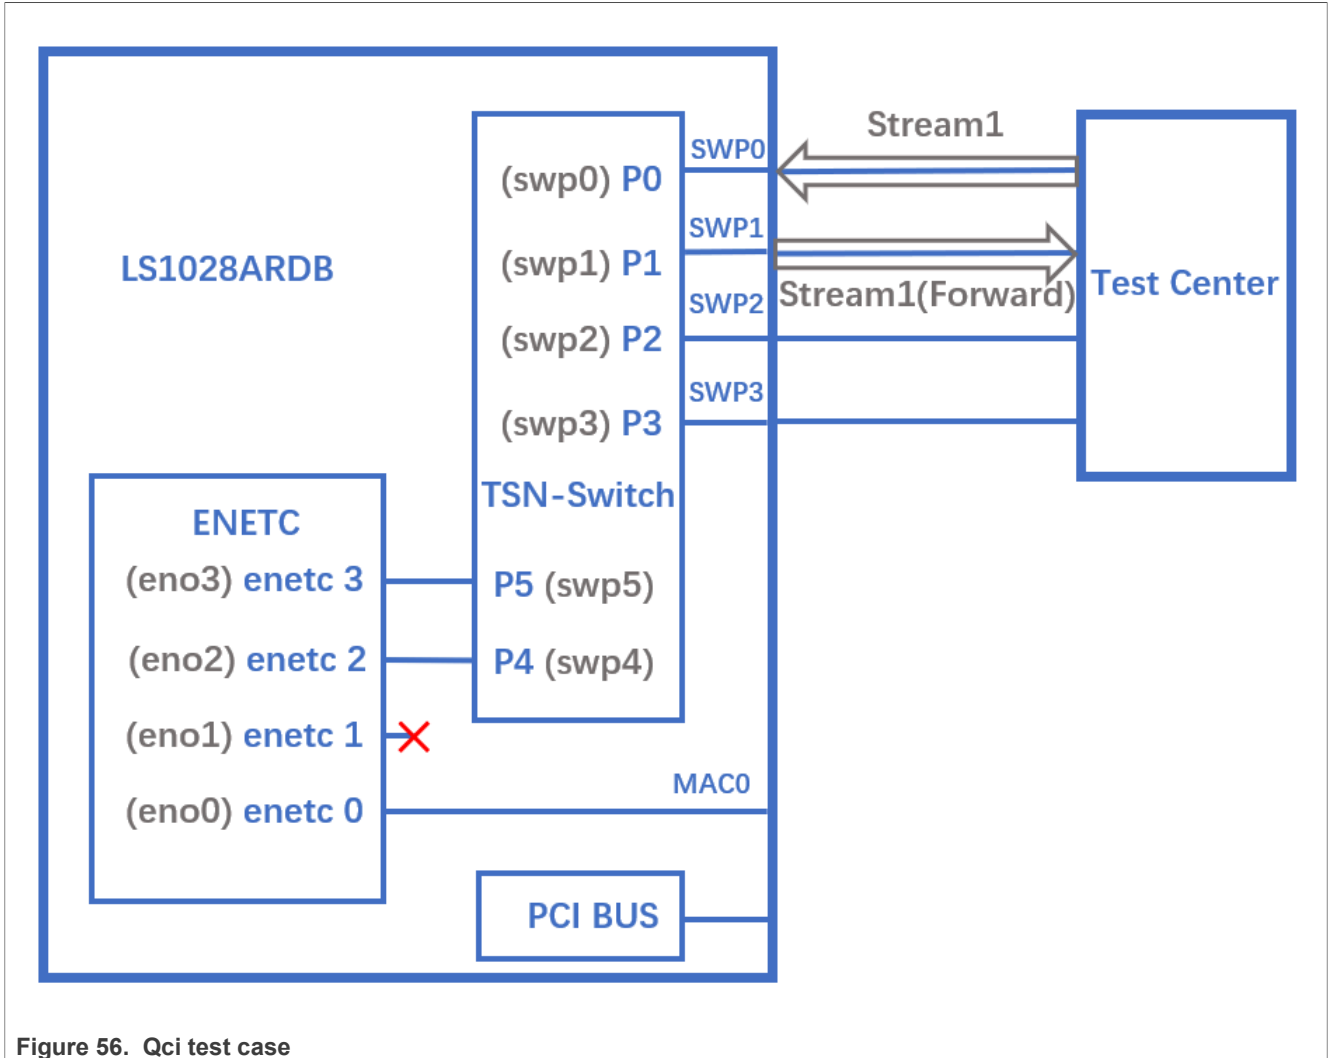 Stream1
SWP0
(swp0) P0
SWP1
(swp1) P1
LS1028ARDB
Stream1(Forward)
Test Center
SWP2
(swp2) P2
SWP3
(swp3) P3
TSN-Switch
ENETC
(eno3) enetc 3
P5 (swp5)
(eno2) enetc 2
P4 (swp4)
(eno1) enetc 1
MAC0
(eno0) enetc 0
PCI BUS
Figure 56. Qci test case